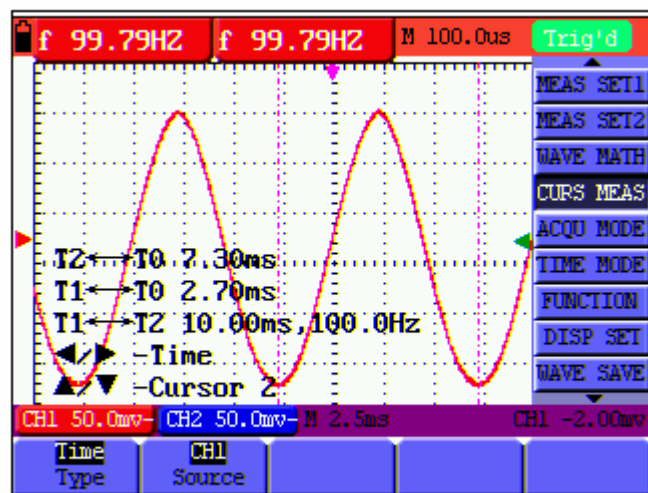 f 99.79HZ f 99.79HZ M 100.0us Trig'd
MEAS SET1
MEAS SET2
WAVE MATH
CURS MEAS
ACQU MODE
TIME MODE
FUNCTION
DISP SET
WAVE SAVE
T2←→T0 7.30ms
T1←→T0 2.70ms
T1←→T2 10.00ms,100.0Hz
◀/▶ -Time
▲/▼ -Cursor 2
CH1 50.0mv- CH2 50.0mv- M 2.5ms CH1 -2.00mv
Time CH1
Type Source